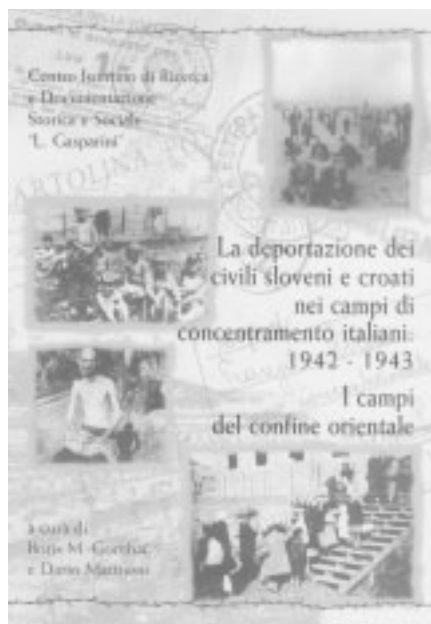 Centro Isontino di Ricerca
e Documentazione
Storica e Sociale
"L. Gasparini"
CARTOLINA
La deportazione dei
civili sloveni e croati
nei campi di
concentramento italiani:
1942 - 1943
I campi
del confine orientale
a cura di
Boris M. Gombač
e Dario Mattiussi